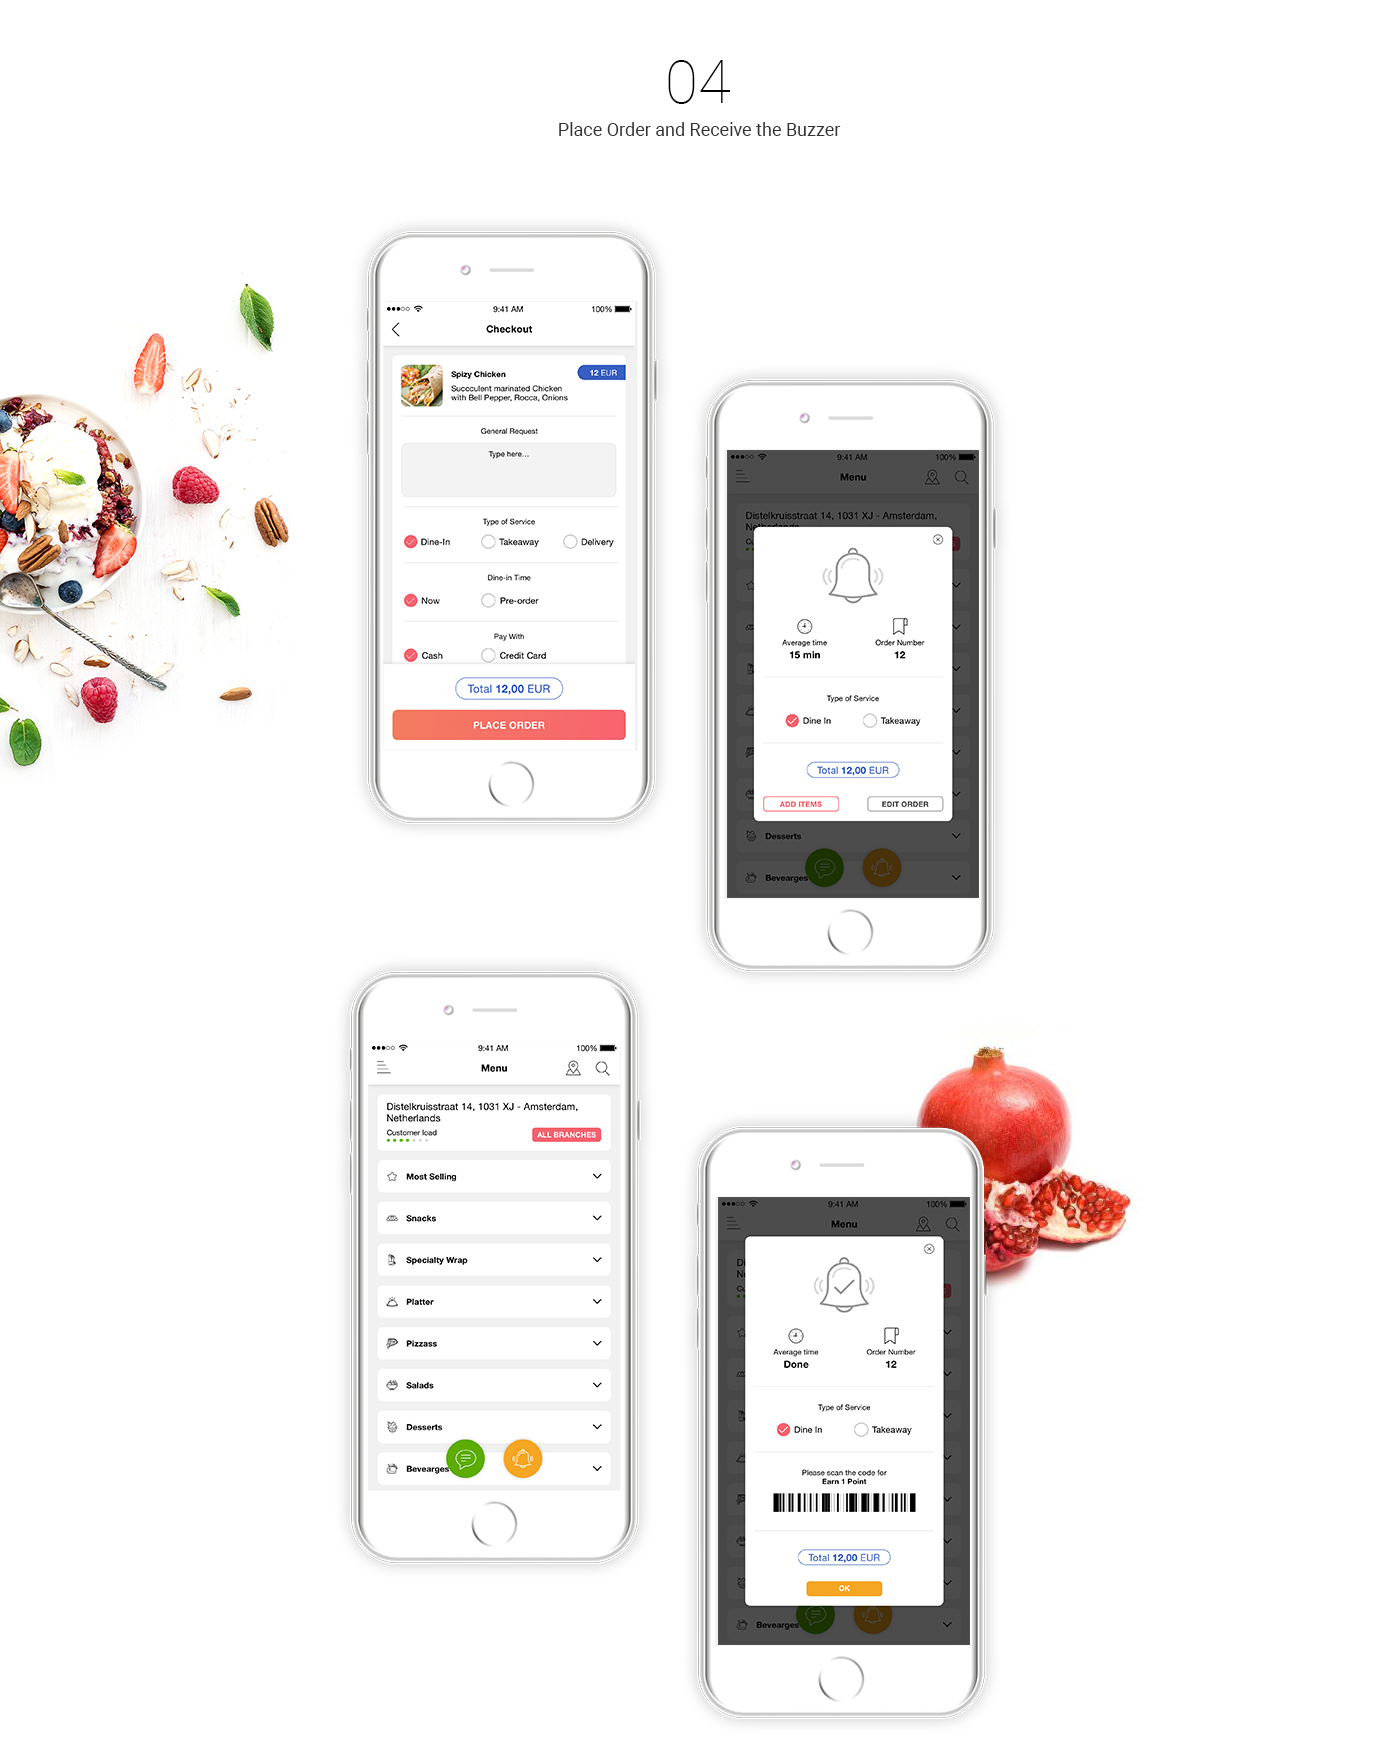 04
Place Order and Receive the Buzzer
9:41 AM
100%
Checkout
Spizy Chicken
12 EUR
Succculent marinated Chicken
with Bell Pepper, Rocca, Onions
General Request
Type here...
Type of Service
Dine-In Takeaway Delivery
Dine-in Time
Now Pre-order
Pay With
Cash Credit Card
Total 12,00 EUR
PLACE ORDER
9:41 AM
100%
Menu
Distelkruisstraat 14, 1031 XJ - Amsterdam,
Average time Order Number
15 min 12
Type of Service
Dine In Takeaway
Total 12,00 EUR
ADD ITEMS EDIT ORDER
Desserts
Bevearges
9:41 AM
100%
Menu
Distelkruisstraat 14, 1031 XJ - Amsterdam,
Netherlands
Customer load
ALL BRANCHES
Most Selling
Snacks
Specialty Wrap
Platter
Pizzass
Salads
Desserts
Bevearges
9:41 AM
100%
Menu
Average time Order Number
Done 12
Type of Service
Dine In Takeaway
Please scan the code for
Earn 1 Point
Total 12,00 EUR
OK
Bevearges